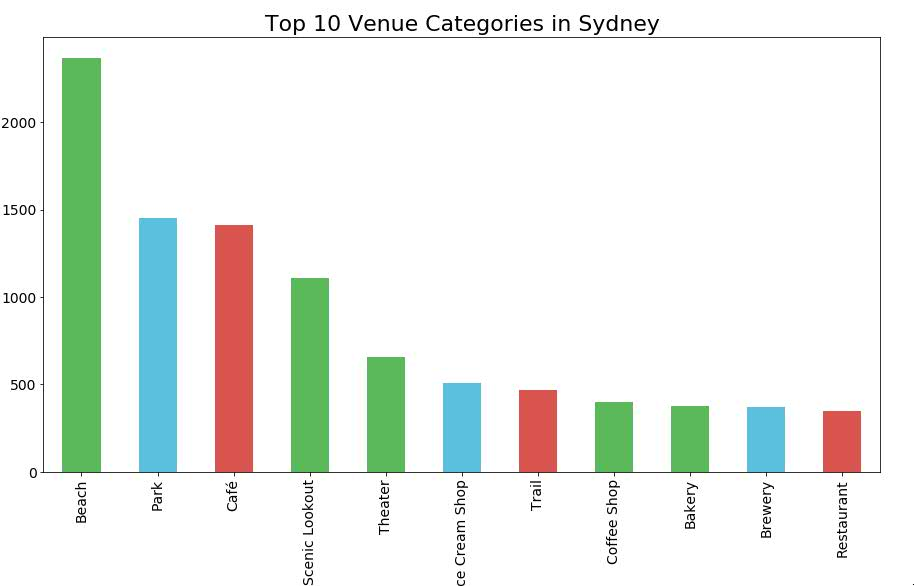 Top 10 Venue Categories in Sydney
2000
1500
1000
500
0
Beach
Park
Café
Scenic Lookout
Theater
ce Cream Shop
Trail
Coffee Shop
Bakery
Brewery
Restaurant